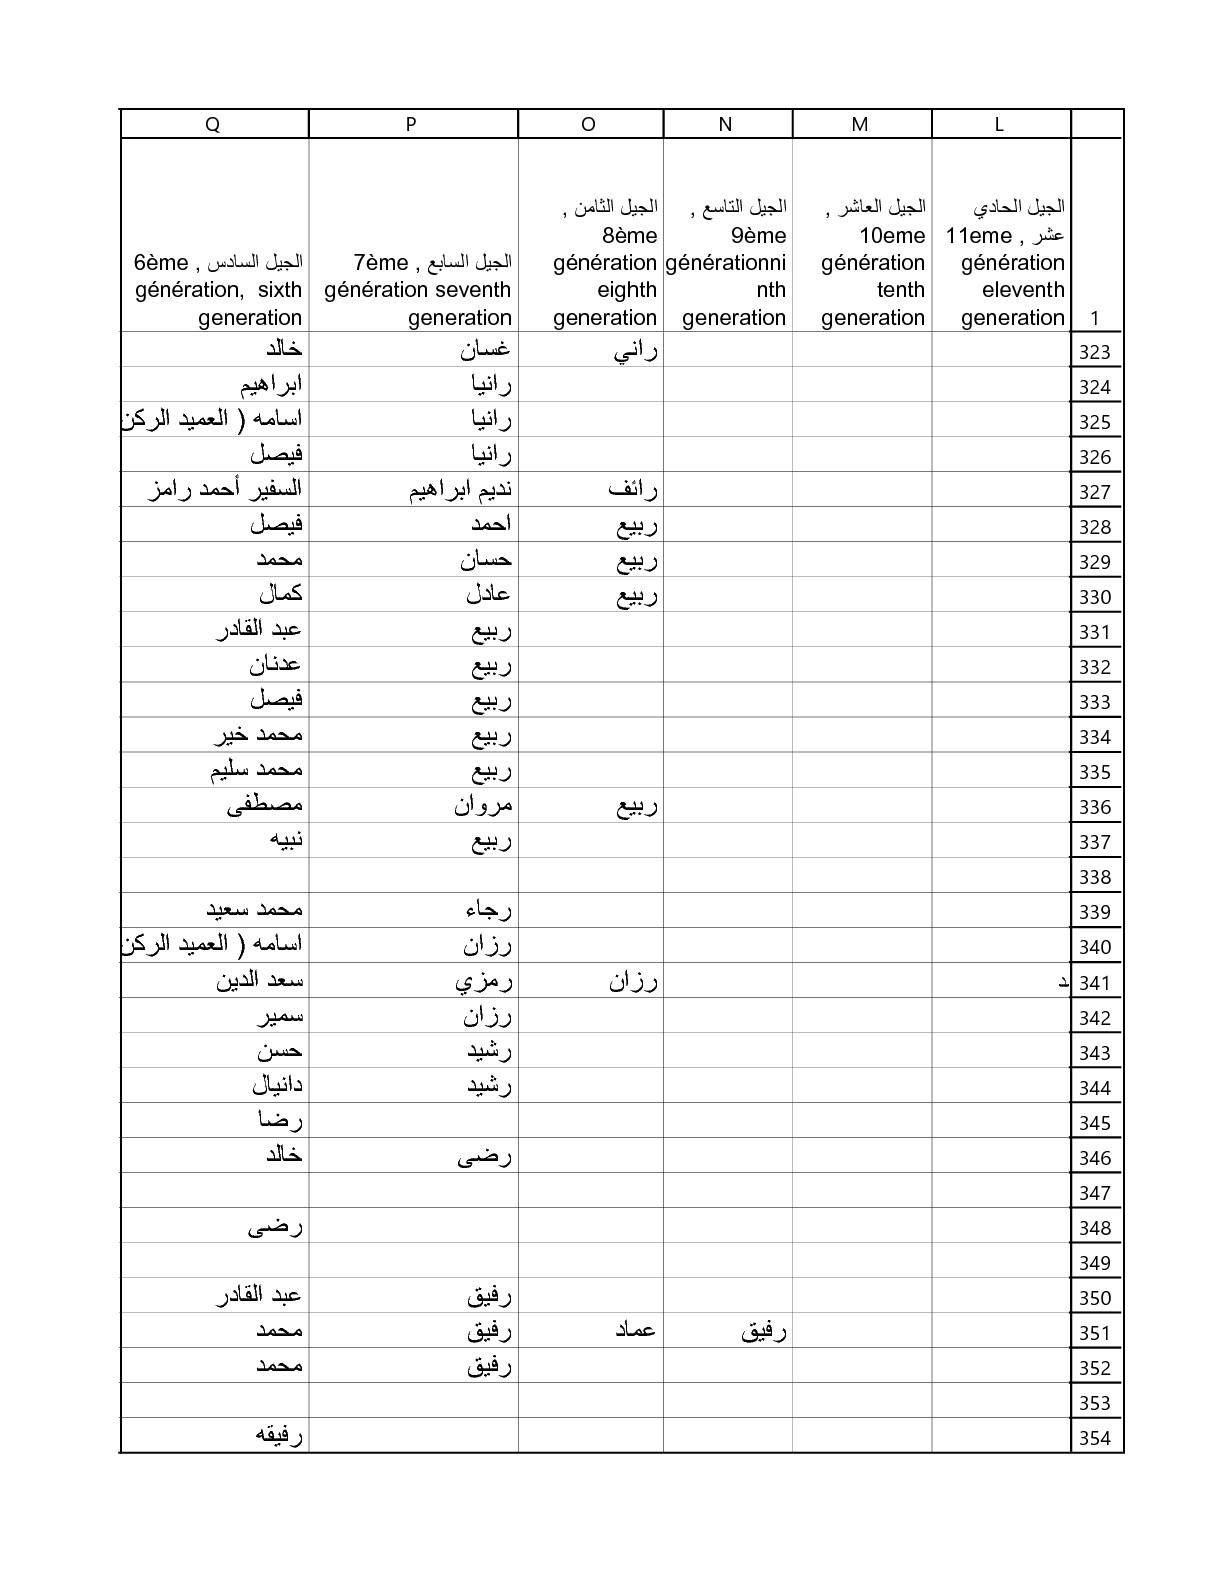 Q P O N M L
الجيل السادس , 6ème génération, sixth generation
الجيل السابع , 7ème génération seventh generation
الجيل الثامن , 8ème génération eighth generation
الجيل التاسع , 9ème générationni nth generation
الجيل العاشر , 10eme génération tenth generation
الجيل الحادي عشر , 11eme génération eleventh generation
1
323 راني غسان خالد
324 رانيا ابراهيم
325 رانيا اسامه ( العميد الركن
326 رانيا فيصل
327 رائف نديم ابراهيم السفير أحمد رامز
328 ربيع احمد فيصل
329 ربيع حسان محمد
330 ربيع عادل كمال
331 ربيع عبد القادر
332 ربيع عدنان
333 ربيع فيصل
334 ربيع محمد خير
335 ربيع محمد سليم
336 ربيع مروان مصطفى
337 ربيع نبيه
338
339 رجاء محمد سعيد
340 رزان اسامه ( العميد الركن
341 د رزان رمزي سعد الدين
342 رزان سمير
343 رشيد حسن
344 رشيد دانيال
345 رضا
346 رضى خالد
347
348 رضى
349
350 رفيق عبد القادر
351 رفيق عماد رفيق محمد
352 رفيق محمد
353
354 رفيقه